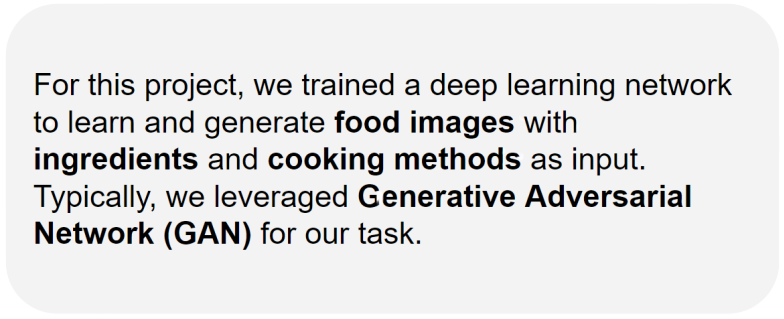 For this project, we trained a deep learning network
to learn and generate food images with
ingredients and cooking methods as input.
Typically, we leveraged Generative Adversarial
Network (GAN) for our task.